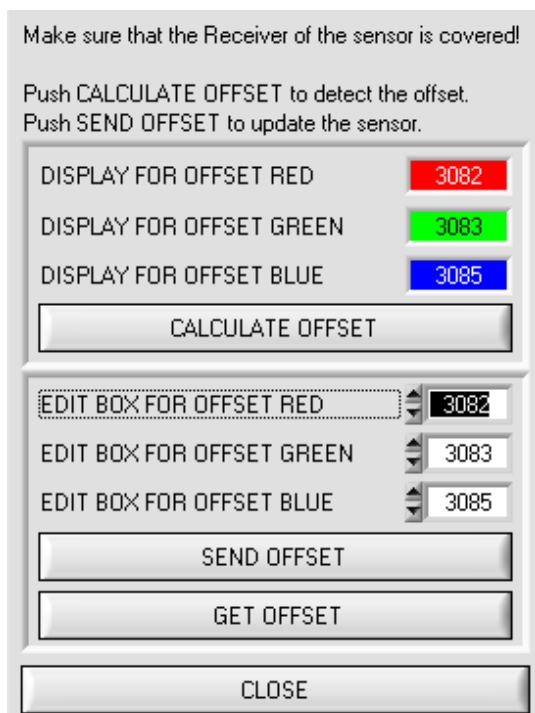 Make sure that the Receiver of the sensor is covered!
Push CALCULATE OFFSET to detect the offset.
Push SEND OFFSET to update the sensor.
DISPLAY FOR OFFSET RED 3082
DISPLAY FOR OFFSET GREEN 3083
DISPLAY FOR OFFSET BLUE 3085
CALCULATE OFFSET
EDIT BOX FOR OFFSET RED 3082
EDIT BOX FOR OFFSET GREEN 3083
EDIT BOX FOR OFFSET BLUE 3085
SEND OFFSET
GET OFFSET
CLOSE